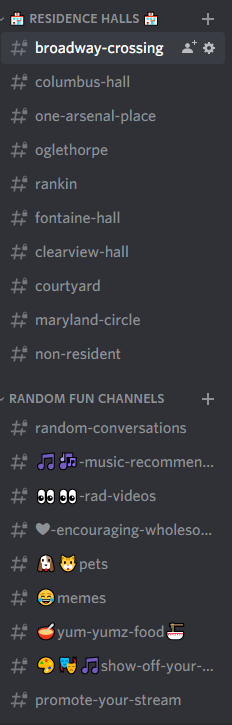 🏩 RESIDENCE HALLS 🏩
broadway-crossing
columbus-hall
one-arsenal-place
oglethorpe
rankin
fontaine-hall
clearview-hall
courtyard
maryland-circle
non-resident
RANDOM FUN CHANNELS
random-conversations
🎵🎶-music-recommen...
👀👀-rad-videos
🖤-encouraging-wholeso...
🐶🐱pets
😂memes
🥣yum-yumz-food🍜
🎨🎭🎵show-off-your-...
promote-your-stream